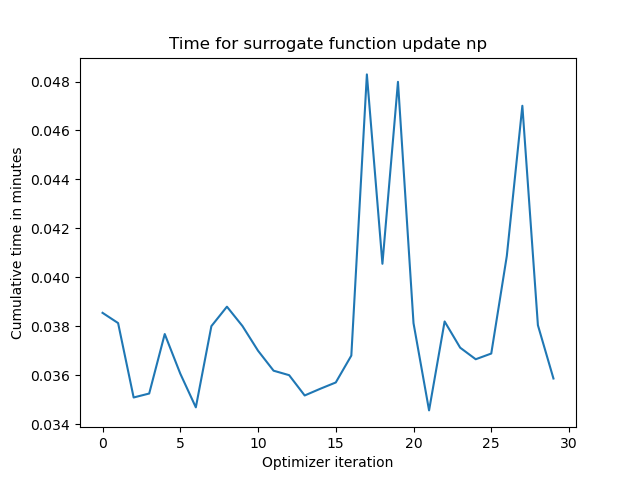 Time for surrogate function update np
Cumulative time in minutes
0.048
0.046
0.044
0.042
0.040
0.038
0.036
0.034
0 5 10 15 20 25 30
Optimizer iteration